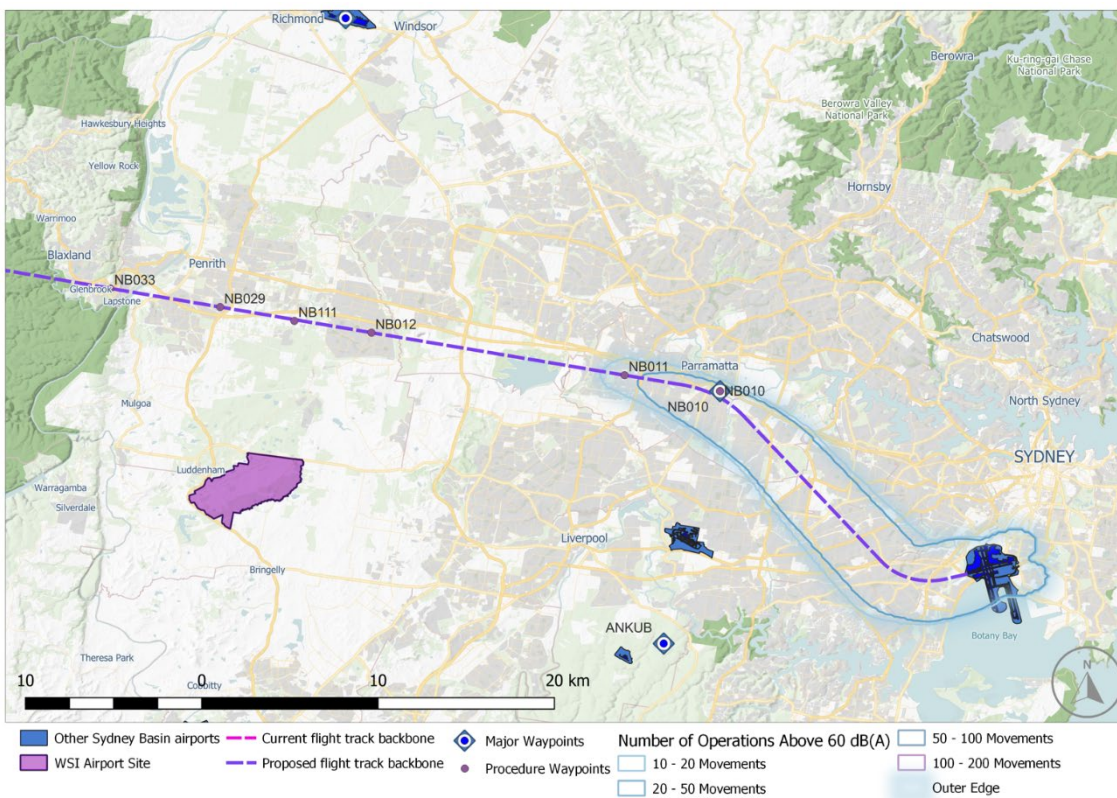 Richmond
Windsor
Berowra
Ku-ring-gai Chase
National Park
Berowra Valley
National Park
Hawkesbury Heights
Yellow Rock
Hornsby
Warrimoo
Blaxland
Penrith
NB033
Glenbrook
Lapstone
NB029
NB111
NB012
Chatswood
Parramatta
NB011
NB010
NB010
North Sydney
Mulgoa
SYDNEY
Luddenham
Warragamba
Silverdale
Liverpool
Bringelly
ANKUB
Botany Bay
Theresa Park
Cobbitty
N
10 0 10 20 km
Other Sydney Basin airports
WSI Airport Site
Current flight track backbone
Proposed flight track backbone
Major Waypoints
Procedure Waypoints
Number of Operations Above 60 dB(A)
10 - 20 Movements
20 - 50 Movements
50 - 100 Movements
100 - 200 Movements
Outer Edge